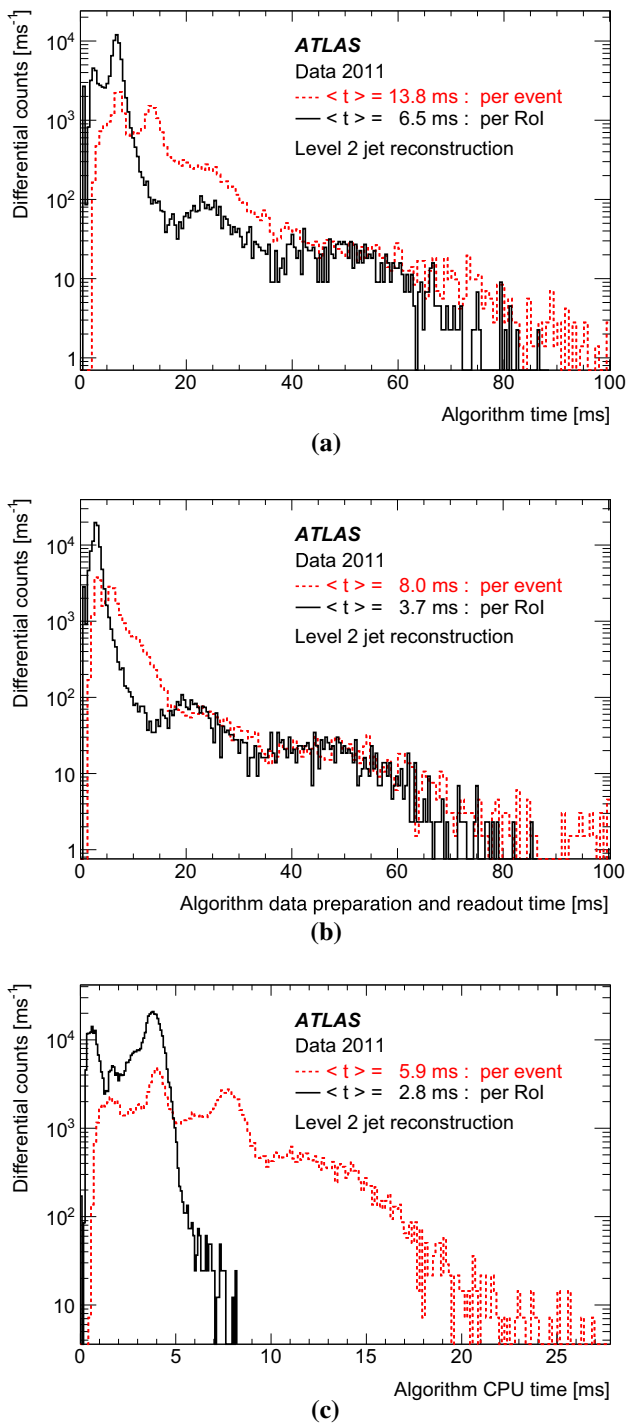 Differential counts [ms⁻¹]
10⁴
10³
10²
10
1
ATLAS
Data 2011
< t > = 13.8 ms : per event
< t > = 6.5 ms : per RoI
Level 2 jet reconstruction
0 20 40 60 80 100
Algorithm time [ms]
(a)
Differential counts [ms⁻¹]
10⁴
10³
10²
10
1
ATLAS
Data 2011
< t > = 8.0 ms : per event
< t > = 3.7 ms : per RoI
Level 2 jet reconstruction
0 20 40 60 80 100
Algorithm data preparation and readout time [ms]
(b)
Differential counts [ms⁻¹]
10⁴
10³
10²
10
ATLAS
Data 2011
< t > = 5.9 ms : per event
< t > = 2.8 ms : per RoI
Level 2 jet reconstruction
0 5 10 15 20 25
Algorithm CPU time [ms]
(c)